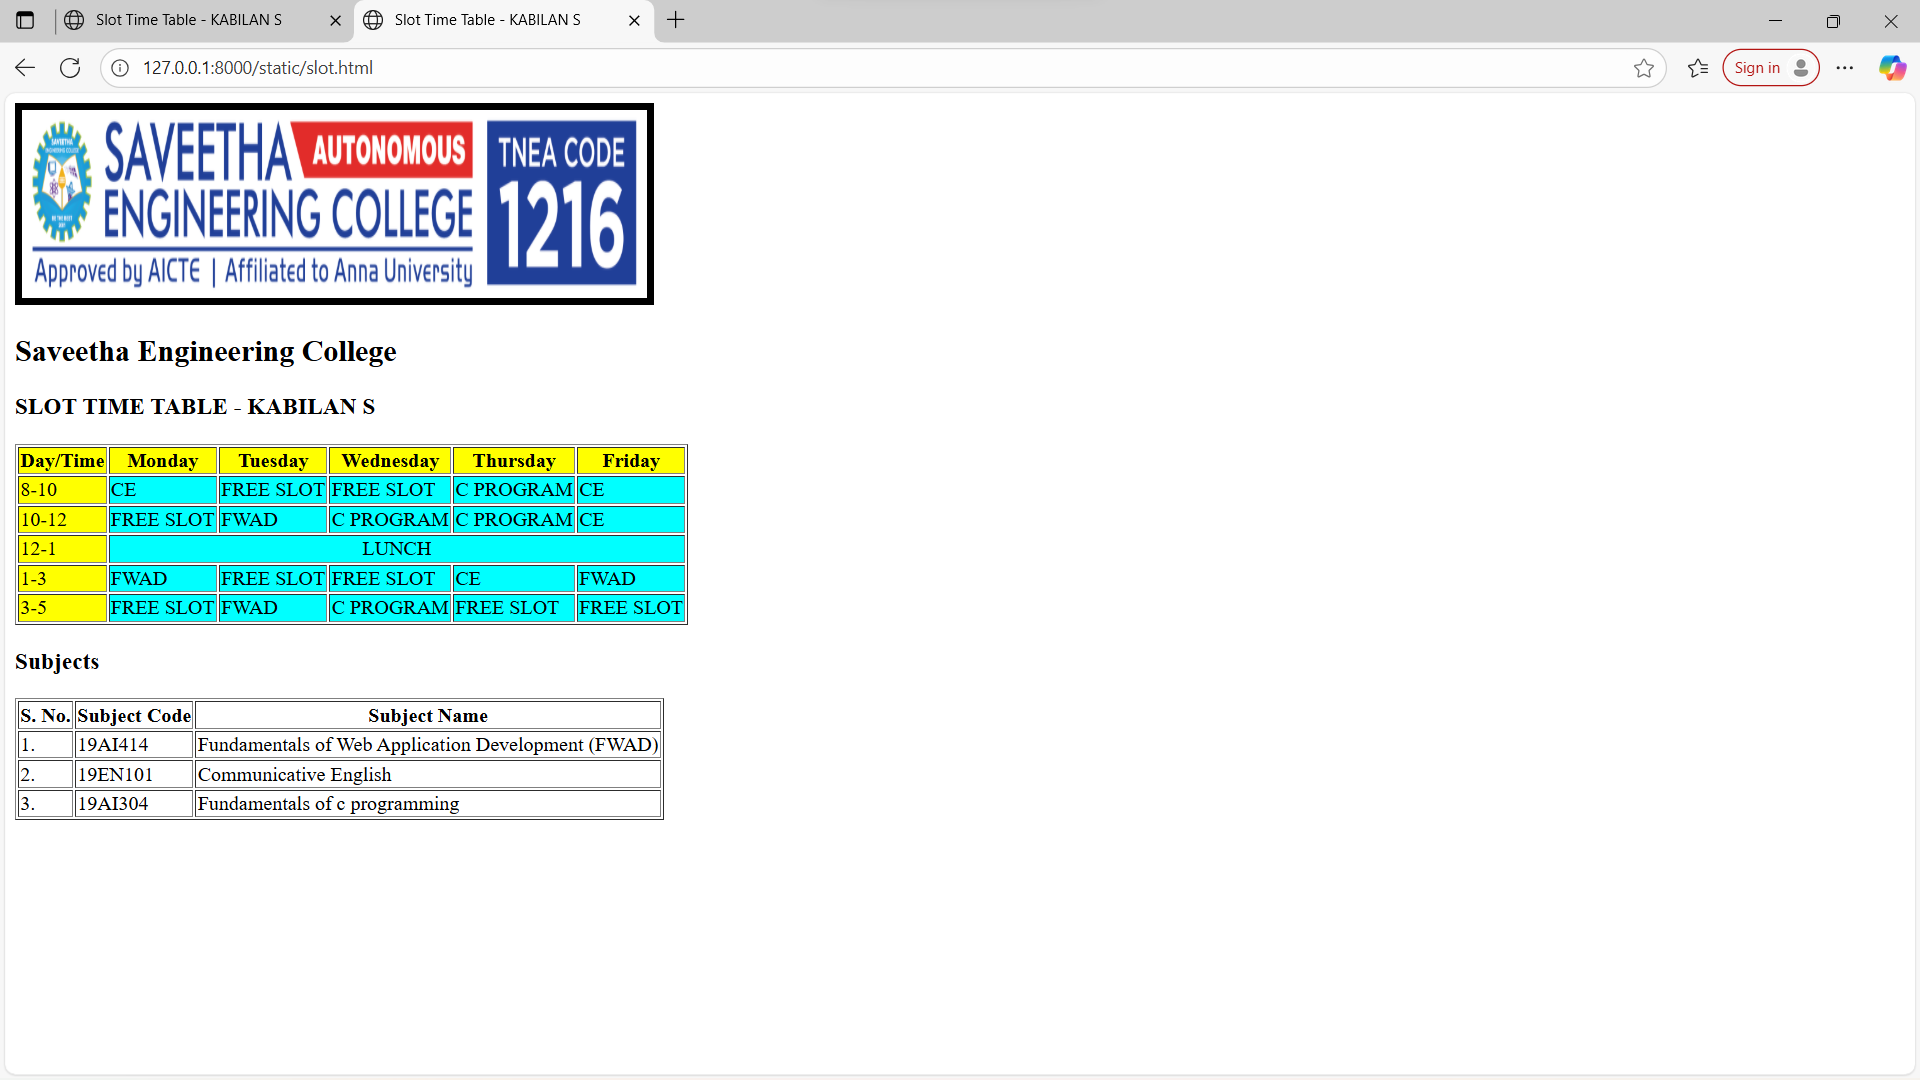 Slot Time Table - KABILAN S
Slot Time Table - KABILAN S
127.0.0.1:8000/static/slot.html
Sign in
SAVEETHA AUTONOMOUS
ENGINEERING COLLEGE
Approved by AICTE | Affiliated to Anna University
TNEA CODE
1216
Saveetha Engineering College
SLOT TIME TABLE - KABILAN S
Day/Time Monday Tuesday Wednesday Thursday Friday
8-10 CE FREE SLOT FREE SLOT C PROGRAM CE
10-12 FREE SLOT FWAD C PROGRAM C PROGRAM CE
12-1 LUNCH
1-3 FWAD FREE SLOT FREE SLOT CE FWAD
3-5 FREE SLOT FWAD C PROGRAM FREE SLOT FREE SLOT
Subjects
S. No. Subject Code Subject Name
1. 19AI414 Fundamentals of Web Application Development (FWAD)
2. 19EN101 Communicative English
3. 19AI304 Fundamentals of c programming